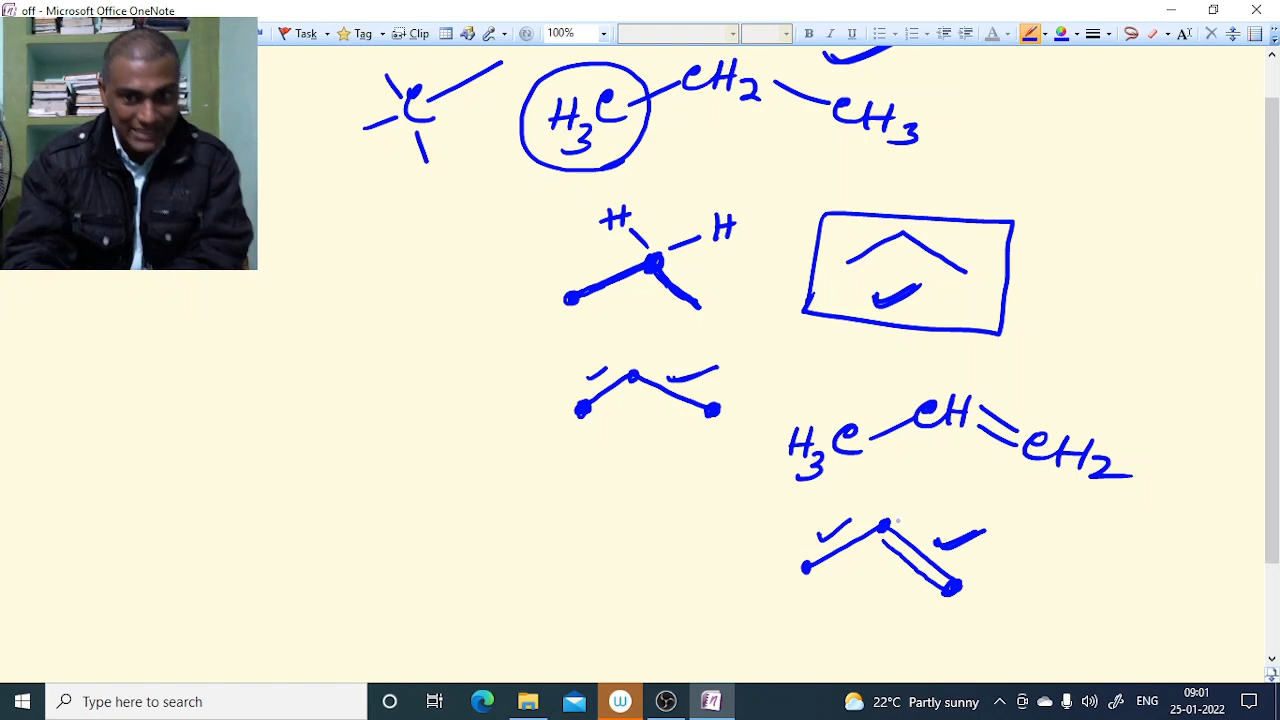 off - Microsoft Office OneNote
Task Tag Clip 100% B I U A A T
C H3C CH2 CH3
H H
H3C CH CH2
Type here to search
22°C Partly sunny ENG 09:01 25-01-2022